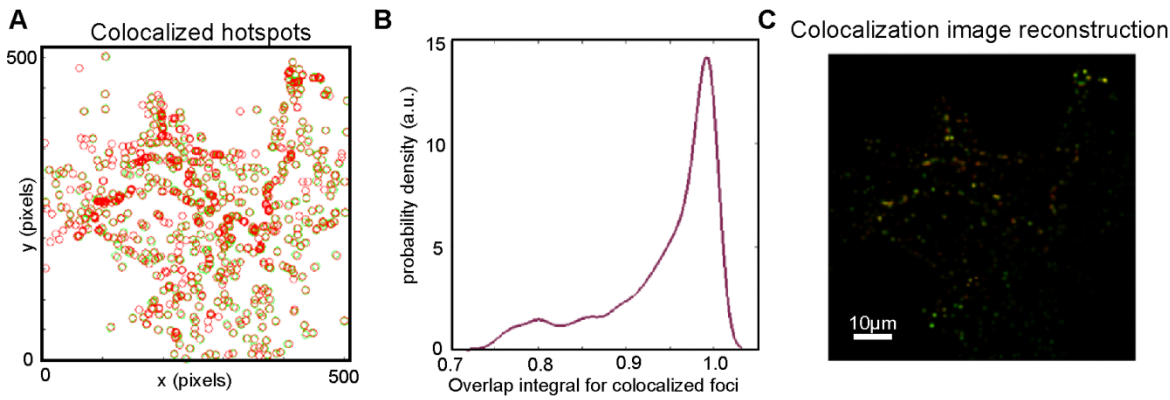 A
Colocalized hotspots
500
y (pixels)
0
0
x (pixels)
500
B
15
10
5
0
probability density (a.u.)
0.7
0.8
0.9
1.0
Overlap integral for colocalized foci
C
Colocalization image reconstruction
10µm